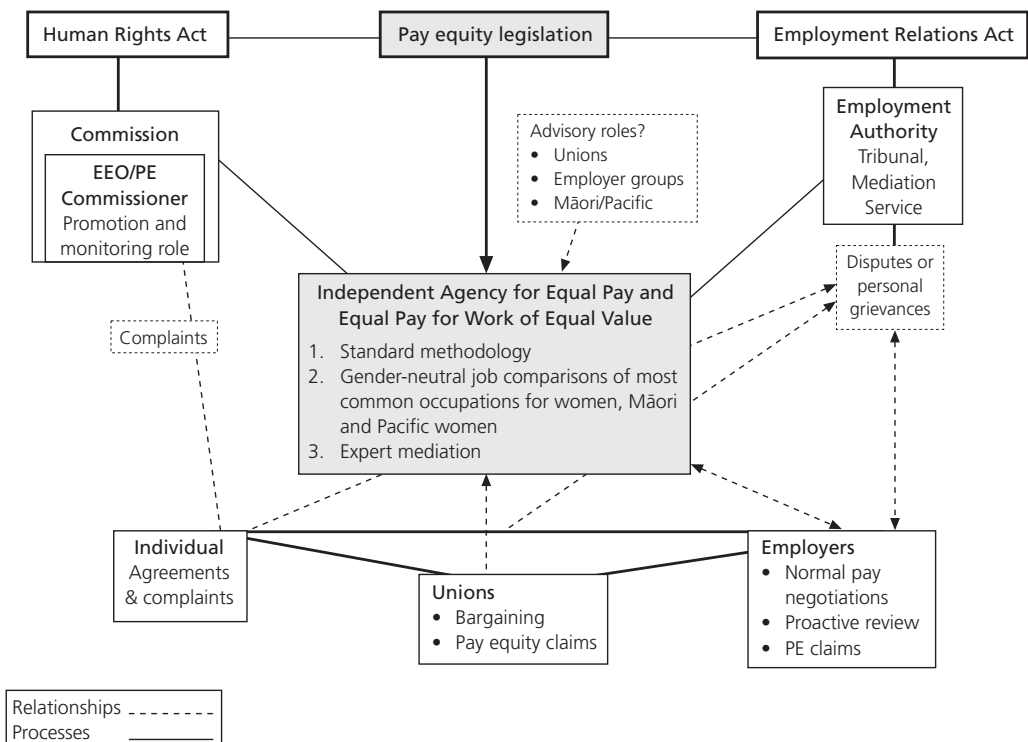 Human Rights Act
Pay equity legislation
Employment Relations Act
Commission
EEO/PE
Commissioner
Promotion and
monitoring role
Advisory roles?
• Unions
• Employer groups
• Māori/Pacific
Employment
Authority
Tribunal,
Mediation
Service
Disputes or
personal
grievances
Complaints
Independent Agency for Equal Pay and
Equal Pay for Work of Equal Value
1. Standard methodology
2. Gender-neutral job comparisons of most
common occupations for women, Māori
and Pacific women
3. Expert mediation
Individual
Agreements
& complaints
Unions
• Bargaining
• Pay equity claims
Employers
• Normal pay
negotiations
• Proactive review
• PE claims
Relationships
Processes